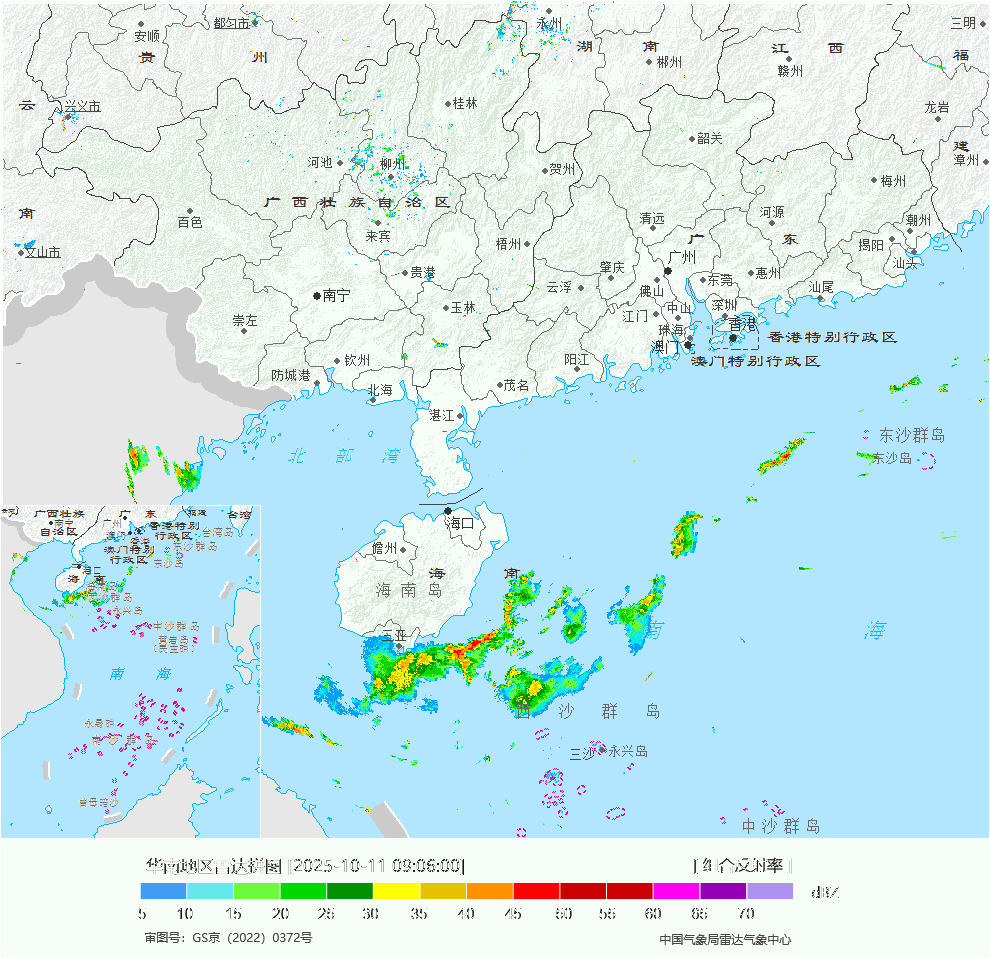 安顺
都匀市
永州
三明
贵
州
湖
南
江
西
福
郴州
赣州
云
兴义市
桂林
龙岩
韶关
建
河池
柳州
贺州
漳州
梅州
广西壮族自治区
南
百色
来宾
清远
河源
潮州
文山市
梧州
广
东
揭阳
广州
汕头
贵港
肇庆
惠州
南宁
云浮
佛山
东莞
汕尾
玉林
江门
中山
深圳
崇左
珠海
香港
香港特别行政区
澳门
澳门特别行政区
钦州
阳江
防城港
北海
茂名
湛江
东沙群岛
北部湾
东沙岛
海口
儋州
海
南
海南岛
三亚
南
海
西沙群岛
三沙
永兴岛
中沙群岛
广西壮族
自治区
南宁
广东
广州
福建
台湾
香港特别
行政区
澳门特别
行政区
台湾岛
东沙群岛
东沙岛
海口
海
南
永兴岛
中沙群岛
黄岩岛
南海
永暑礁
南沙群岛
曾母暗沙
华南地区雷达拼图 [2025-10-11 09:06:00]
[组合反射率]
dBZ
5 10 15 20 25 30 35 40 45 50 55 60 65 70
审图号：GS京（2022）0372号
中国气象局雷达气象中心